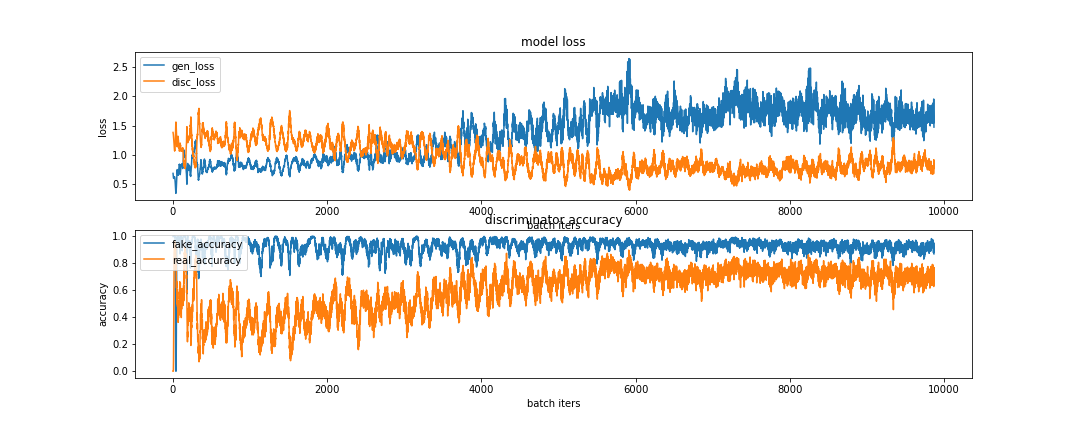 model loss
gen_loss
disc_loss
loss
2.5
2.0
1.5
1.0
0.5
0
2000
4000
6000
8000
10000
batch iters
discriminator accuracy
fake_accuracy
real_accuracy
accuracy
1.0
0.8
0.6
0.4
0.2
0.0
0
2000
4000
6000
8000
10000
batch iters